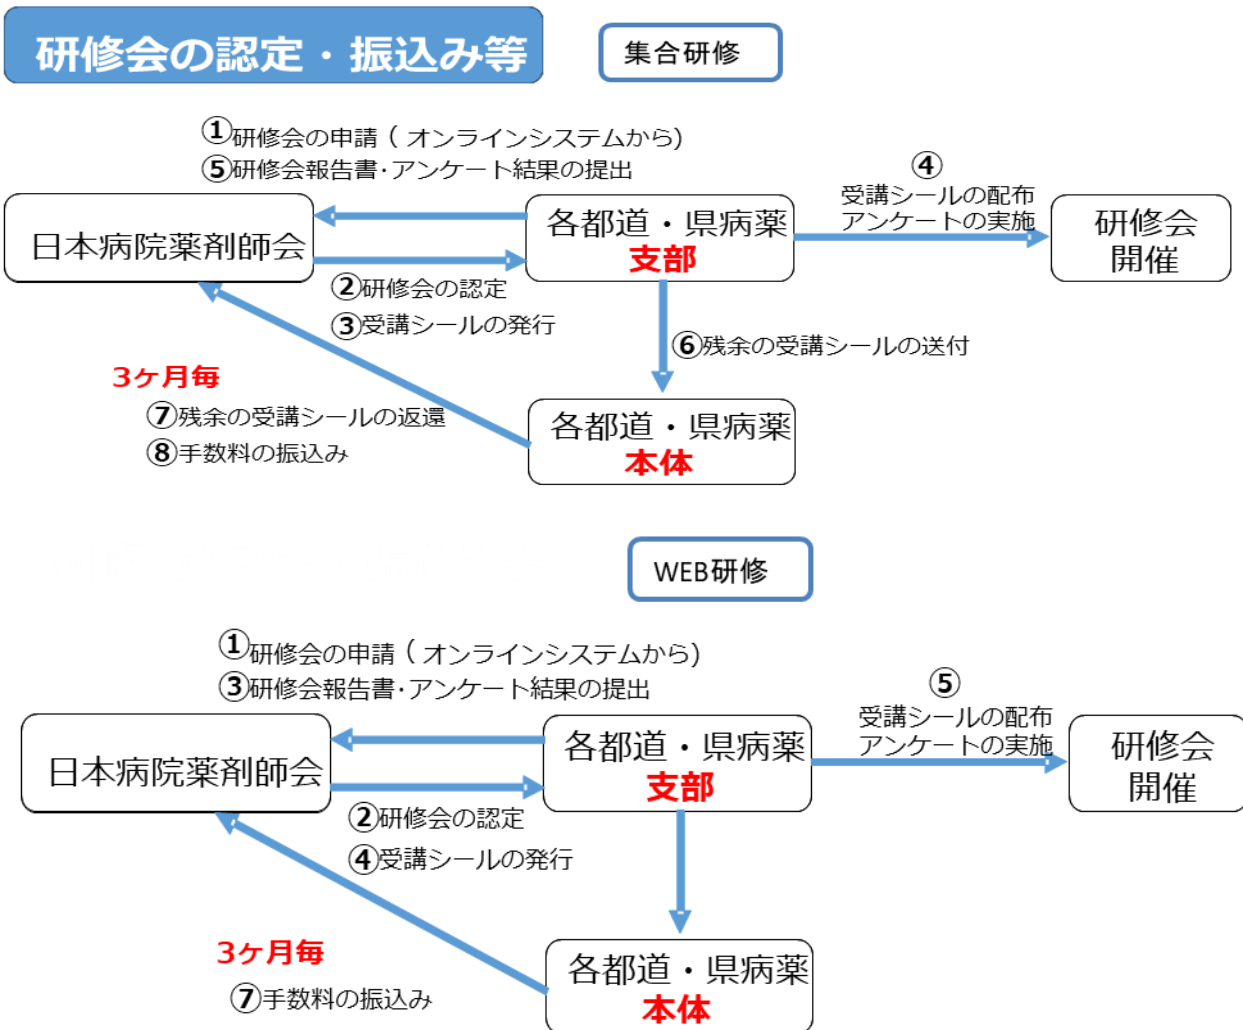 研修会の認定・振込み等
集合研修
①研修会の申請（オンラインシステムから)
⑤研修会報告書・アンケート結果の提出
④
受講シールの配布
アンケートの実施
日本病院薬剤師会
各都道・県病薬
支部
研修会
開催
②研修会の認定
③受講シールの発行
⑥残余の受講シールの送付
3ヶ月毎
⑦残余の受講シールの返還
⑧手数料の振込み
各都道・県病薬
本体
WEB研修
①研修会の申請（オンラインシステムから)
③研修会報告書・アンケート結果の提出
⑤
受講シールの配布
アンケートの実施
日本病院薬剤師会
各都道・県病薬
支部
研修会
開催
②研修会の認定
④受講シールの発行
3ヶ月毎
⑦手数料の振込み
各都道・県病薬
本体